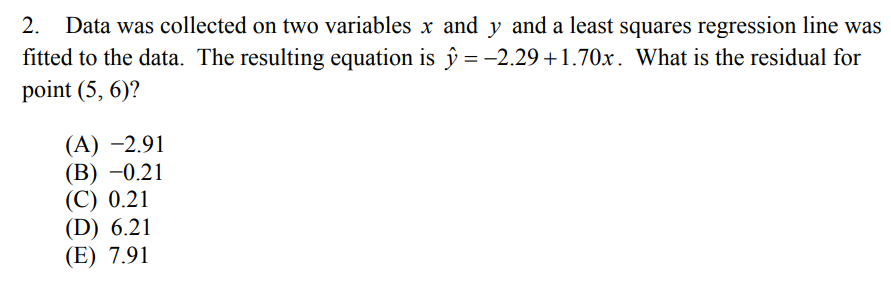 2. Data was collected on two variables x and y and a least squares regression line was
fitted to the data. The resulting equation is ŷ = −2.29 + 1.70x. What is the residual for
point (5, 6)?
(A) −2.91
(B) −0.21
(C) 0.21
(D) 6.21
(E) 7.91